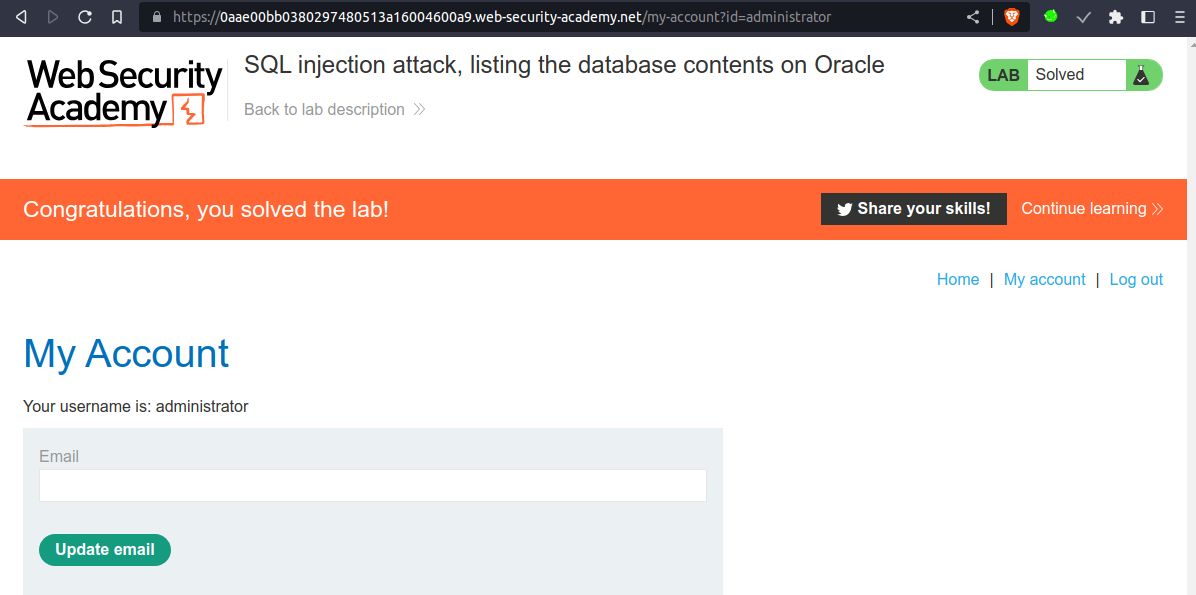 https://0aae00bb0380297480513a16004600a9.web-security-academy.net/my-account?id=administrator
Web Security
Academy
SQL injection attack, listing the database contents on Oracle
Back to lab description
LAB Solved
Congratulations, you solved the lab!
Share your skills! Continue learning
Home | My account | Log out
My Account
Your username is: administrator
Email
Update email